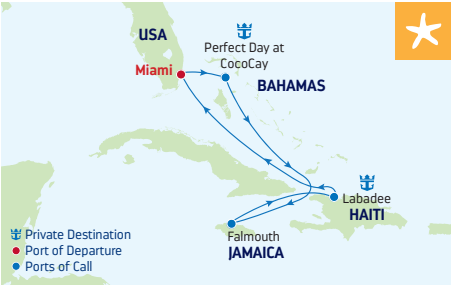 USA
Perfect Day at
CocoCay
Miami
BAHAMAS
Labadee
HAITI
Falmouth
JAMAICA
Private Destination
Port of Departure
Ports of Call